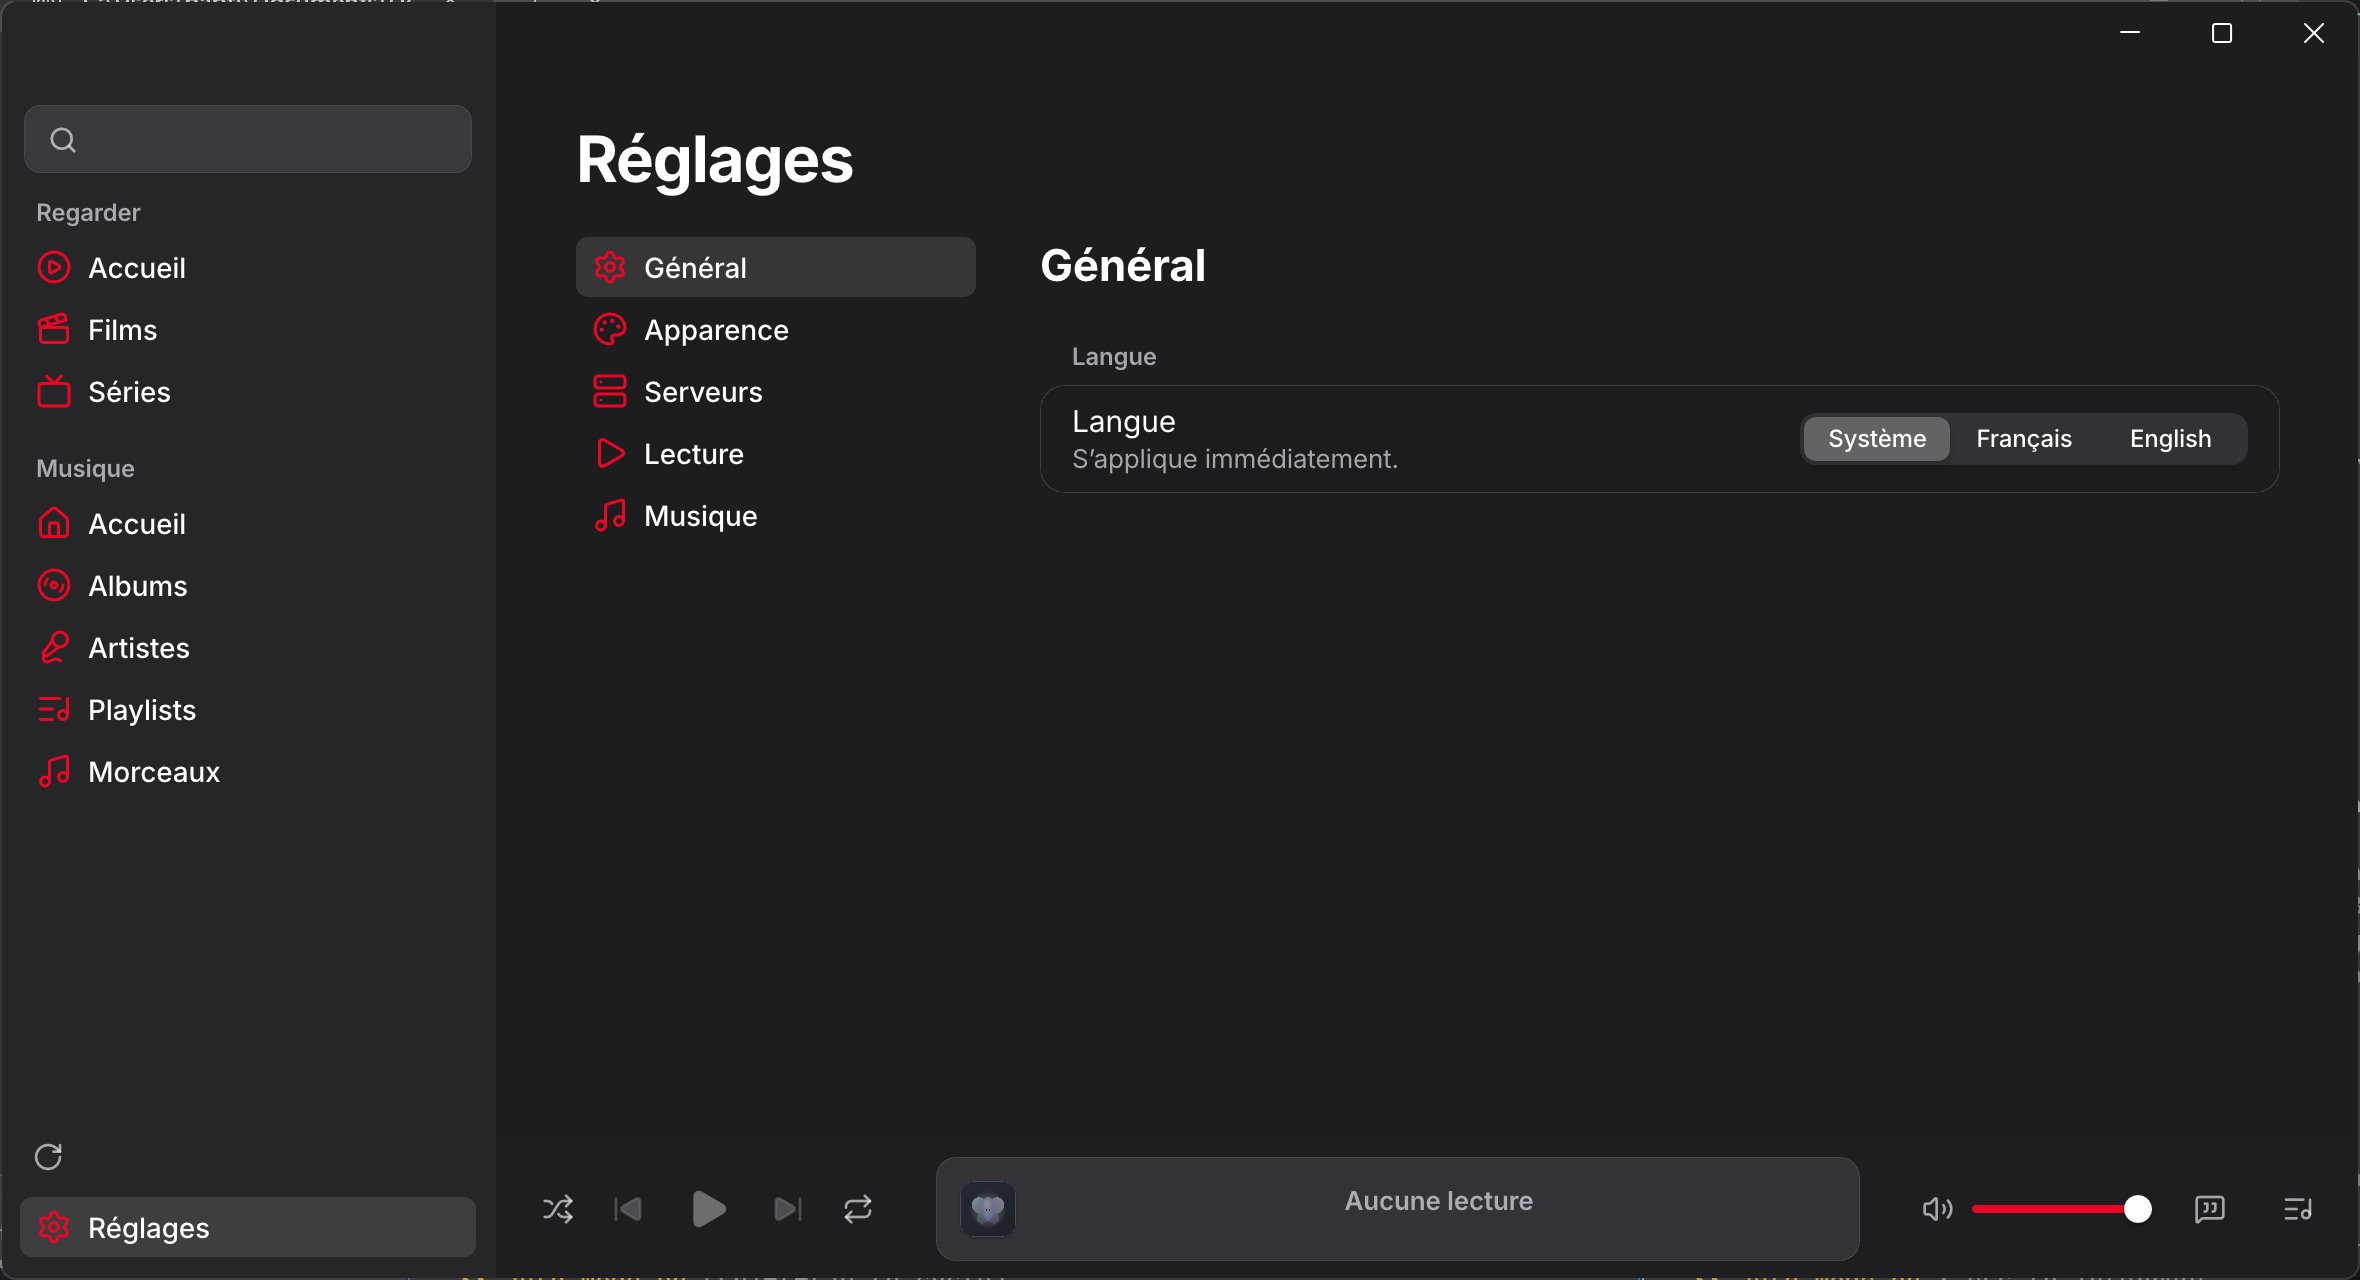 Regarder
Accueil
Films
Séries
Musique
Accueil
Albums
Artistes
Playlists
Morceaux
Réglages
Réglages
Général
Apparence
Serveurs
Lecture
Musique
Général
Langue
Langue
S’applique immédiatement.
Système Français English
Aucune lecture